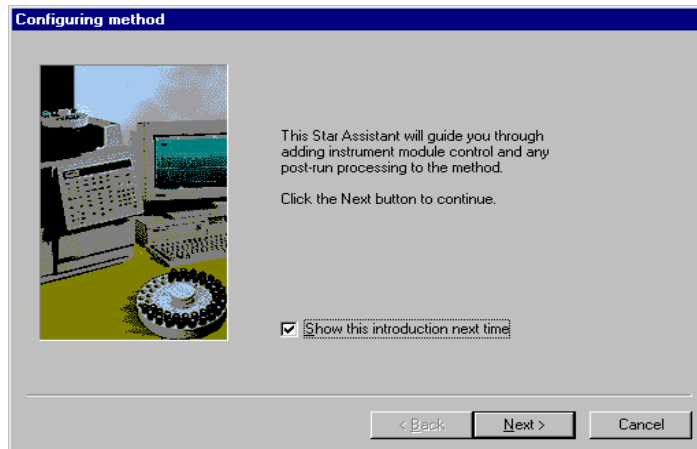 Configuring method
This Star Assistant will guide you through
adding instrument module control and any
post-run processing to the method.
Click the Next button to continue.
Show this introduction next time
< Back
Next >
Cancel